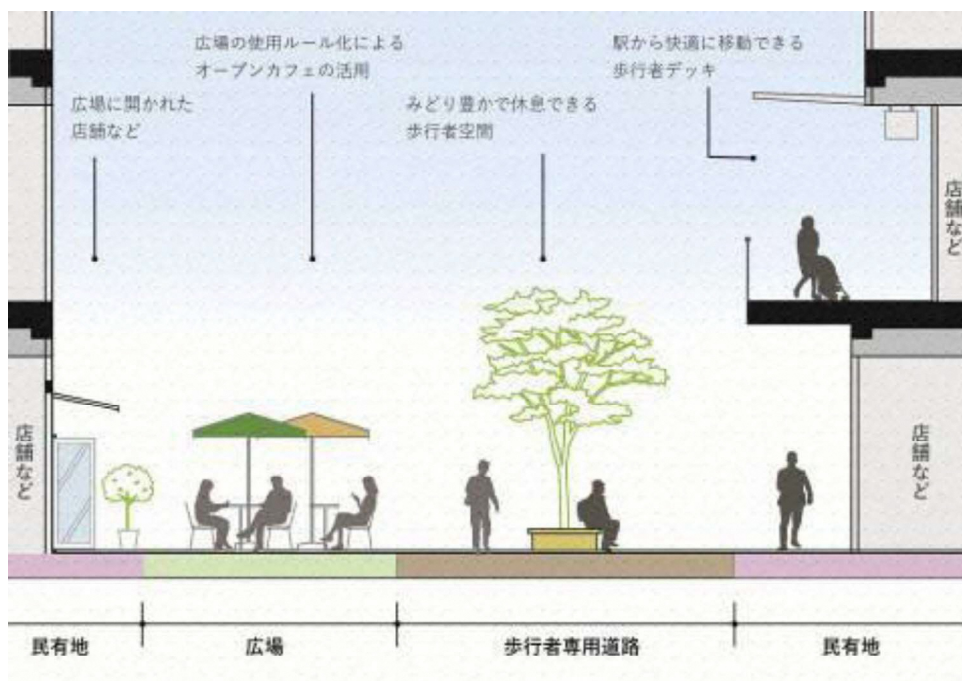 広場の使用ルール化による
オープンカフェの活用
駅から快適に移動できる
歩行者デッキ
広場に開かれた
店舗など
みどり豊かで休息できる
歩行者空間
店舗など
店舗など
店舗など
民有地
広場
歩行者専用道路
民有地